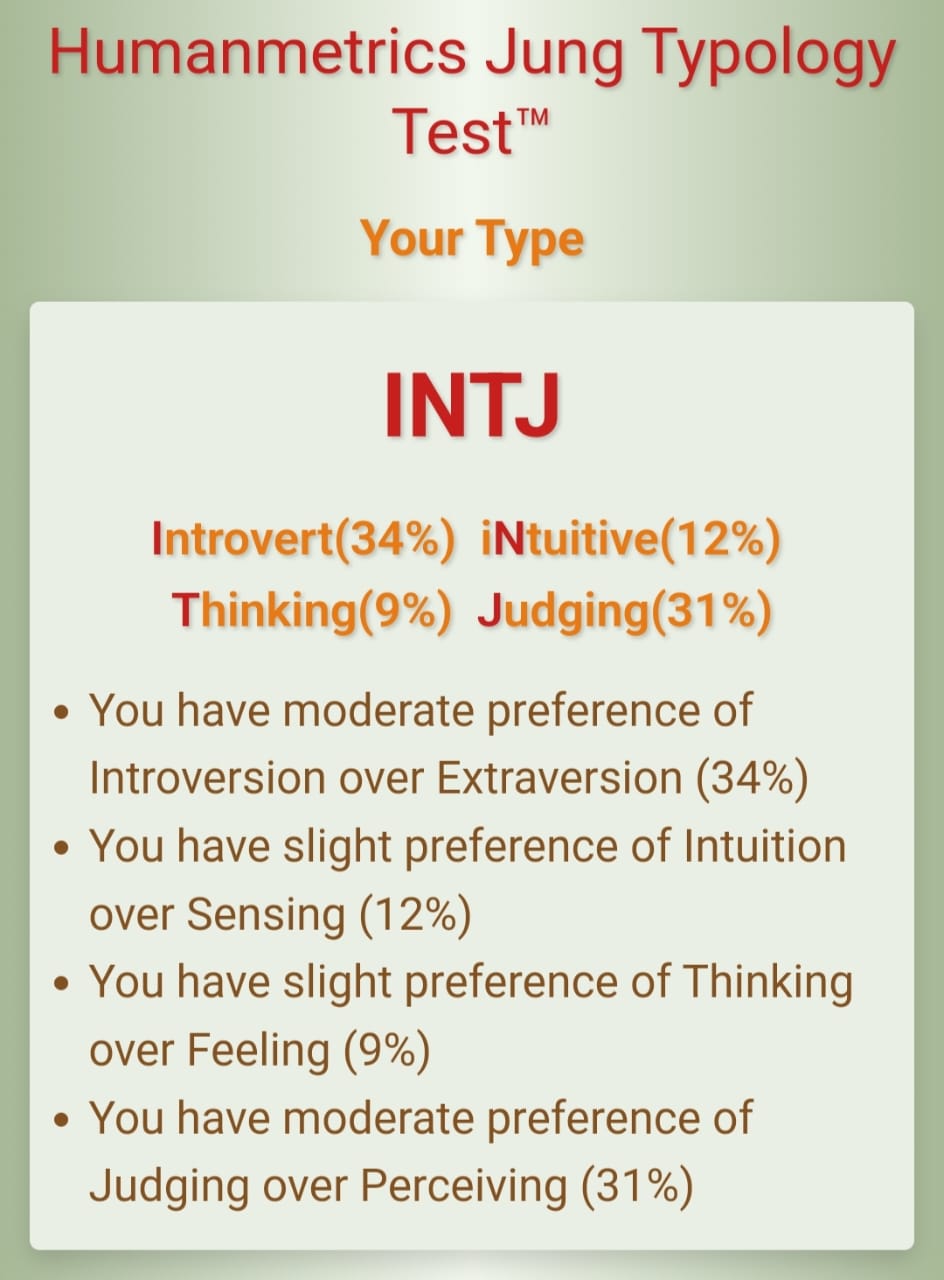 Humanmetrics Jung Typology
Test™
Your Type
INTJ
Introvert(34%) iNtuitive(12%)
Thinking(9%) Judging(31%)
• You have moderate preference of
Introversion over Extraversion (34%)
• You have slight preference of Intuition
over Sensing (12%)
• You have slight preference of Thinking
over Feeling (9%)
• You have moderate preference of
Judging over Perceiving (31%)